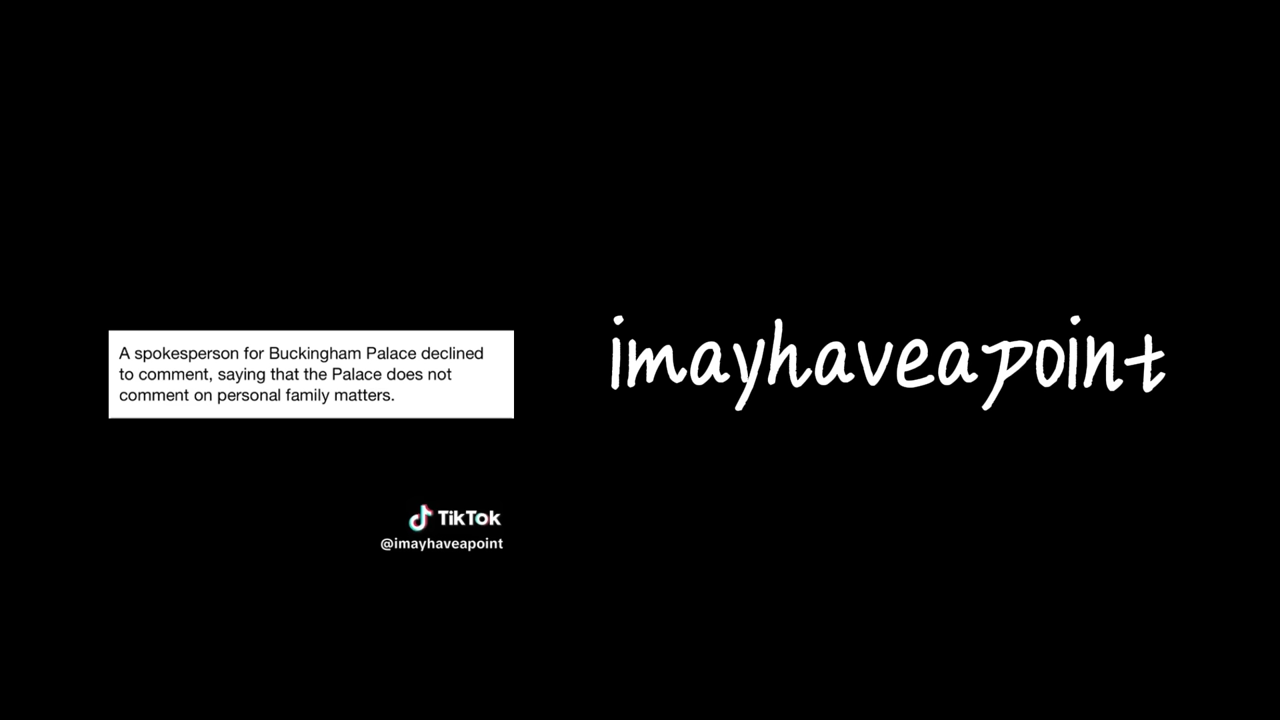 A spokesperson for Buckingham Palace declined
to comment, saying that the Palace does not
comment on personal family matters.
imayhaveapoint
TikTok
@imayhaveapoint